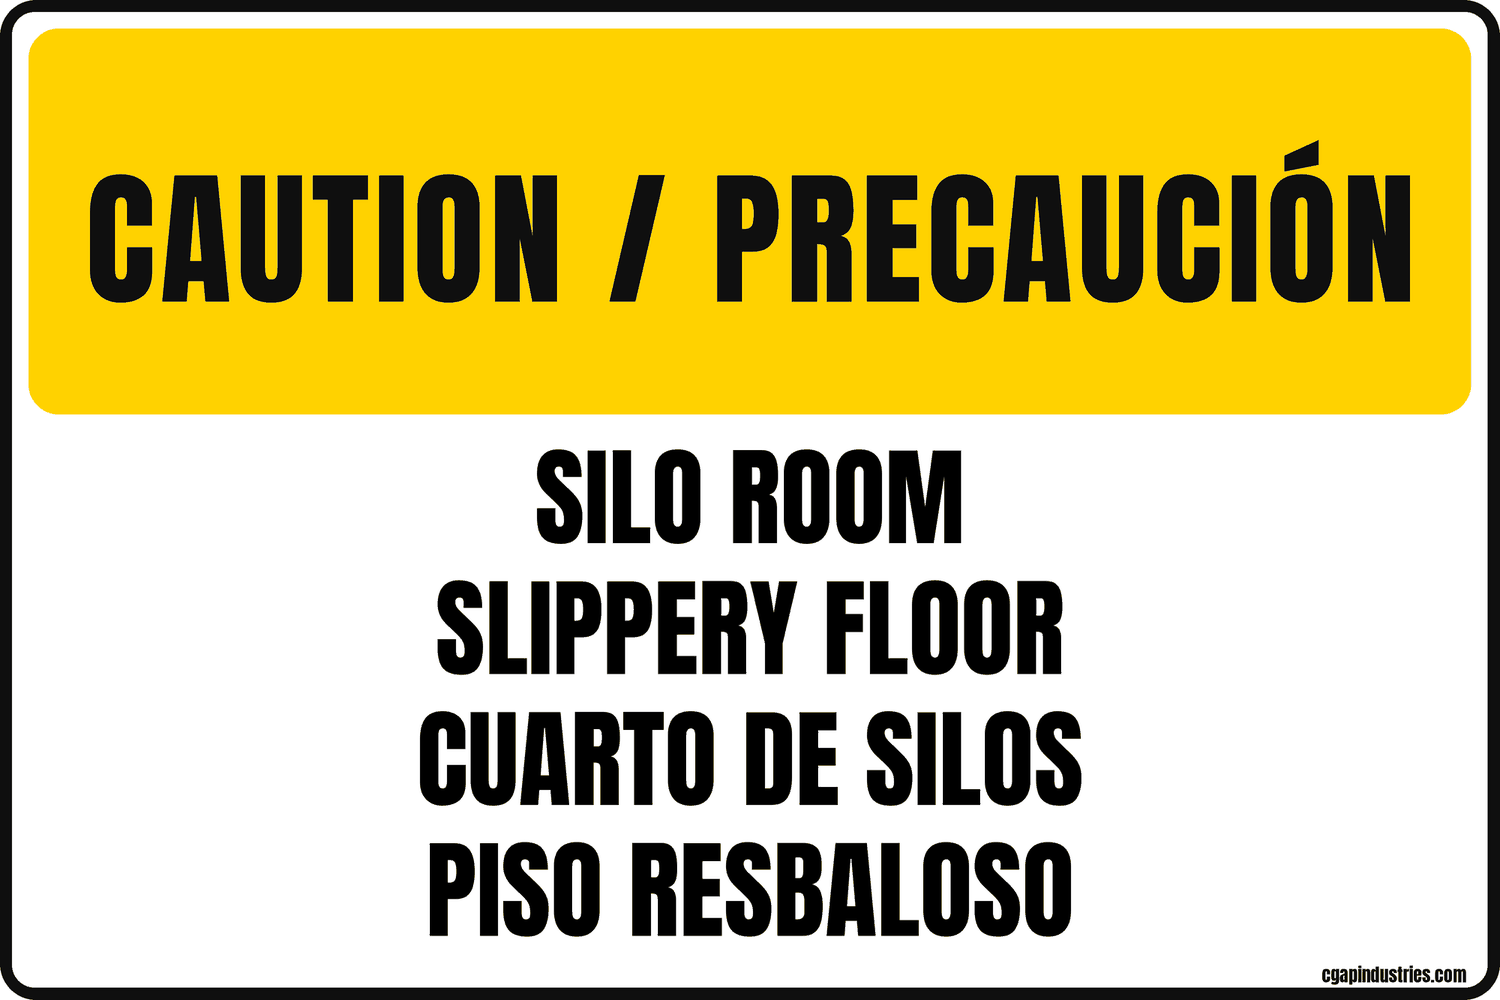 CAUTION / PRECAUCIÓN
SILO ROOM
SLIPPERY FLOOR
CUARTO DE SILOS
PISO RESBALOSO
cgapindustries.com